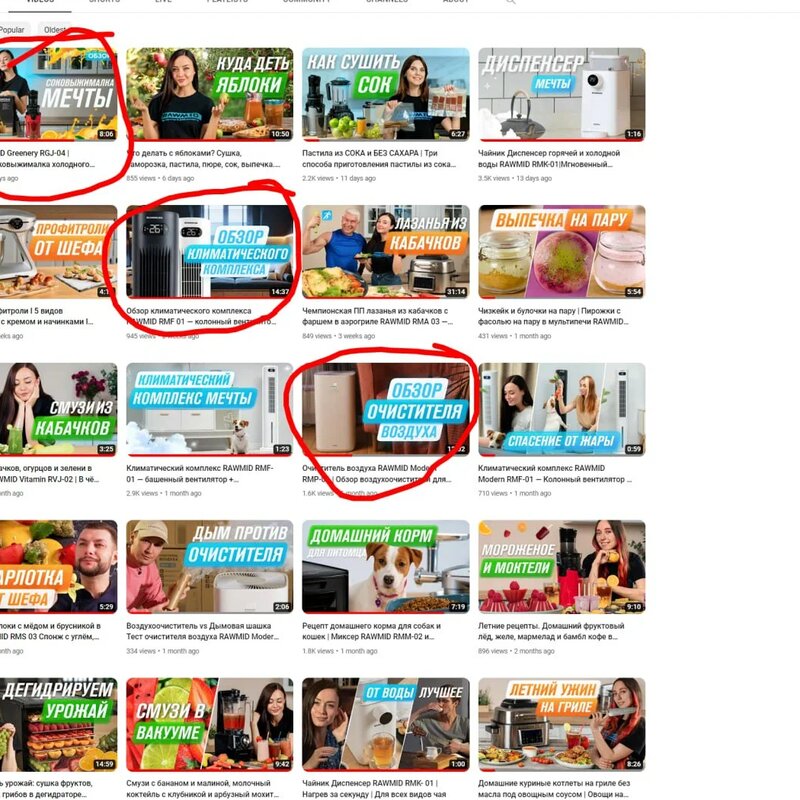 VIDEOS SHORTS LIVE PLAYLISTS COMMUNITY CHANNELS ABOUT
Popular Oldest
ОБЗОР
СОКОВЫЖИМАЛКА
МЕЧТЫ
8:06
D Greenery RGJ-04 |
ковыжималка холодного...
ys ago
КУДА ДЕТЬ
ЯБЛОКИ
RAWMID
10:50
Что делать с яблоками? Сушка,
заморозка, пастила, пюре, сок, выпечка...
855 views • 6 days ago
КАК СУШИТЬ
СОК
6:27
Пастила из СОКА и БЕЗ САХАРА | Три
способа приготовления пастилы из сока...
2.2K views • 11 days ago
ДИСПЕНСЕР
МЕЧТЫ
1:16
Чайник Диспенсер горячей и холодной
воды RAWMID RMK-01|Мгновенный...
3.5K views • 13 days ago
ПРОФИТРОЛИ
ОТ ШЕФА
фитроли I 5 видов
с кремом и начинками I...
weeks ago
ОБЗОР
КЛИМАТИЧЕСКОГО
КОМПЛЕКСА
14:37
Обзор климатического комплекса
RAWMID RMF 01 — колонный вентилято...
945 views • weeks ago
ЛАЗАНЬЯ ИЗ
КАБАЧКОВ
31:14
Чемпионская ПП лазанья из кабачков с
фаршем в аэрогриле RAWMID RMA 03 —...
849 views • 3 weeks ago
ВЫПЕЧКА НА ПАРУ
5:54
Чизкейк и булочки на пару | Пирожки с
фасолью на пару в мультипечи RAWMID...
431 views • 1 month ago
СМУЗИ ИЗ
КАБАЧКОВ
3:25
ачков, огурцов и зелени в
WMID Vitamin RVJ-02 | В чё...
nth ago
КЛИМАТИЧЕСКИЙ
КОМПЛЕКС МЕЧТЫ
1:23
Климатический комплекс RAWMID RMF-
01 — башенный вентилятор +...
2.9K views • 1 month ago
ОБЗОР
ОЧИСТИТЕЛЯ
ВОЗДУХА
Очиститель воздуха RAWMID Modern
RMP- | Обзор воздухоочистителя для...
1.6K views • month ago
СПАСЕНИЕ ОТ ЖАРЫ
0:59
Климатический комплекс RAWMID
Modern RMF-01 — Колонный вентилятор ...
710 views • 1 month ago
АРЛОТКА
ОТ ШЕФА
5:29
локи с мёдом и брусникой в
ID RMS 03 Спонж с углём,...
nth ago
ДЫМ ПРОТИВ
ОЧИСТИТЕЛЯ
2:06
Воздухоочиститель vs Дымовая шашка
Тест очистителя воздуха RAWMID Moder...
334 views • 1 month ago
ДОМАШНИЙ КОРМ
ДЛЯ ПИТОМЦА
7:19
Рецепт домашнего корма для собак и
кошек | Миксер RAWMID RMM-02 и...
1.8K views • 1 month ago
МОРОЖЕНОЕ
И МОКТЕЛИ
9:10
Летние рецепты. Домашний фруктовый
лёд, желе, мармелад и бамбл кофе в...
896 views • 2 months ago
ДЕГИДРИРУЕМ
УРОЖАЙ
14:59
ь урожай: сушка фруктов,
грибов в дегидраторе...
СМУЗИ В
ВАКУУМЕ
9:42
Смузи с бананом и малиной, молочный
коктейль с клубникой и арбузный мохит...
ОТ ВОДЫ ЛУЧШЕЕ
1:00
Чайник Диспенсер RAWMID RMK- 01 |
Нагрев за секунду | Для всех видов чая
ЛЕТНИЙ УЖИН
НА ГРИЛЕ
8:26
Домашние куриные котлеты на гриле без
масла под овощным соусом | Овощи на